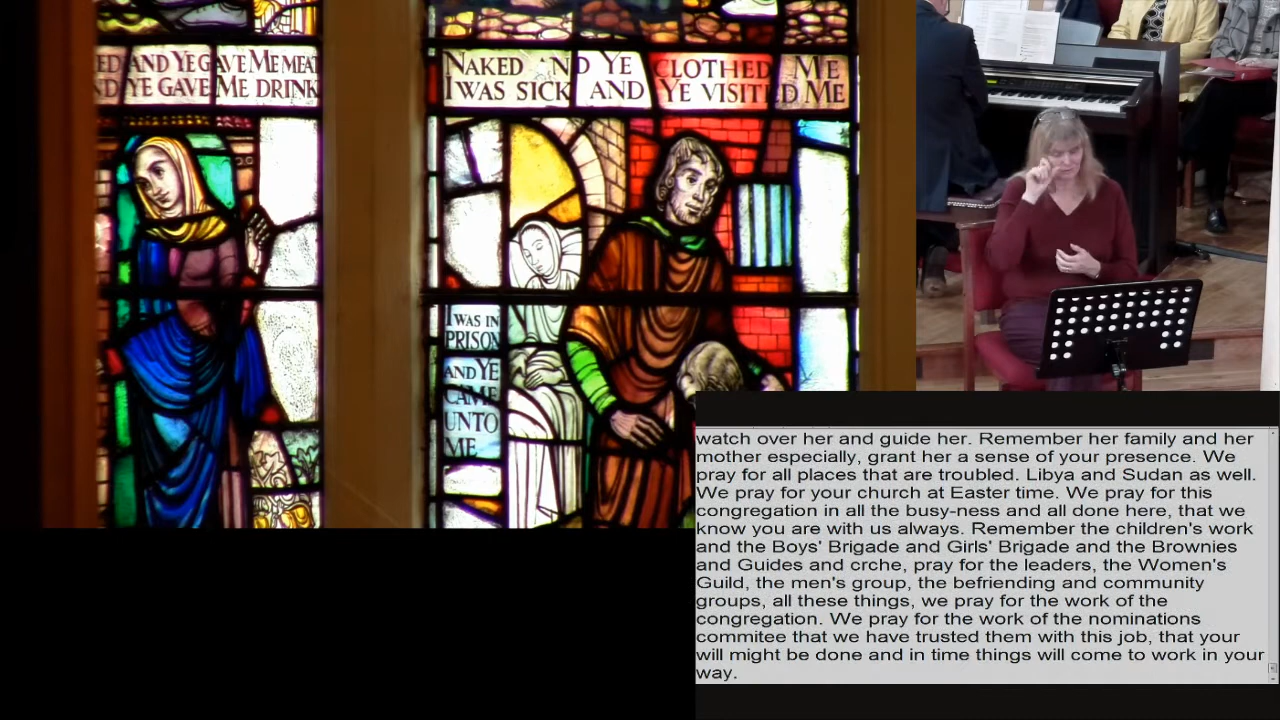 ED AND YE GAVE ME MEAT
ND YE GAVE ME DRINK
NAKED AND YE CLOTHED ME
I WAS SICK AND YE VISITED ME
I WAS IN
PRISON
AND YE
CAME
UNTO
ME
watch over her and guide her. Remember her family and her
mother especially, grant her a sense of your presence. We
pray for all places that are troubled. Libya and Sudan as well.
We pray for your church at Easter time. We pray for this
congregation in all the busy-ness and all done here, that we
know you are with us always. Remember the children's work
and the Boys' Brigade and Girls' Brigade and the Brownies
and Guides and crche, pray for the leaders, the Women's
Guild, the men's group, the befriending and community
groups, all these things, we pray for the work of the
congregation. We pray for the work of the nominations
commitee that we have trusted them with this job, that your
will might be done and in time things will come to work in your
way.